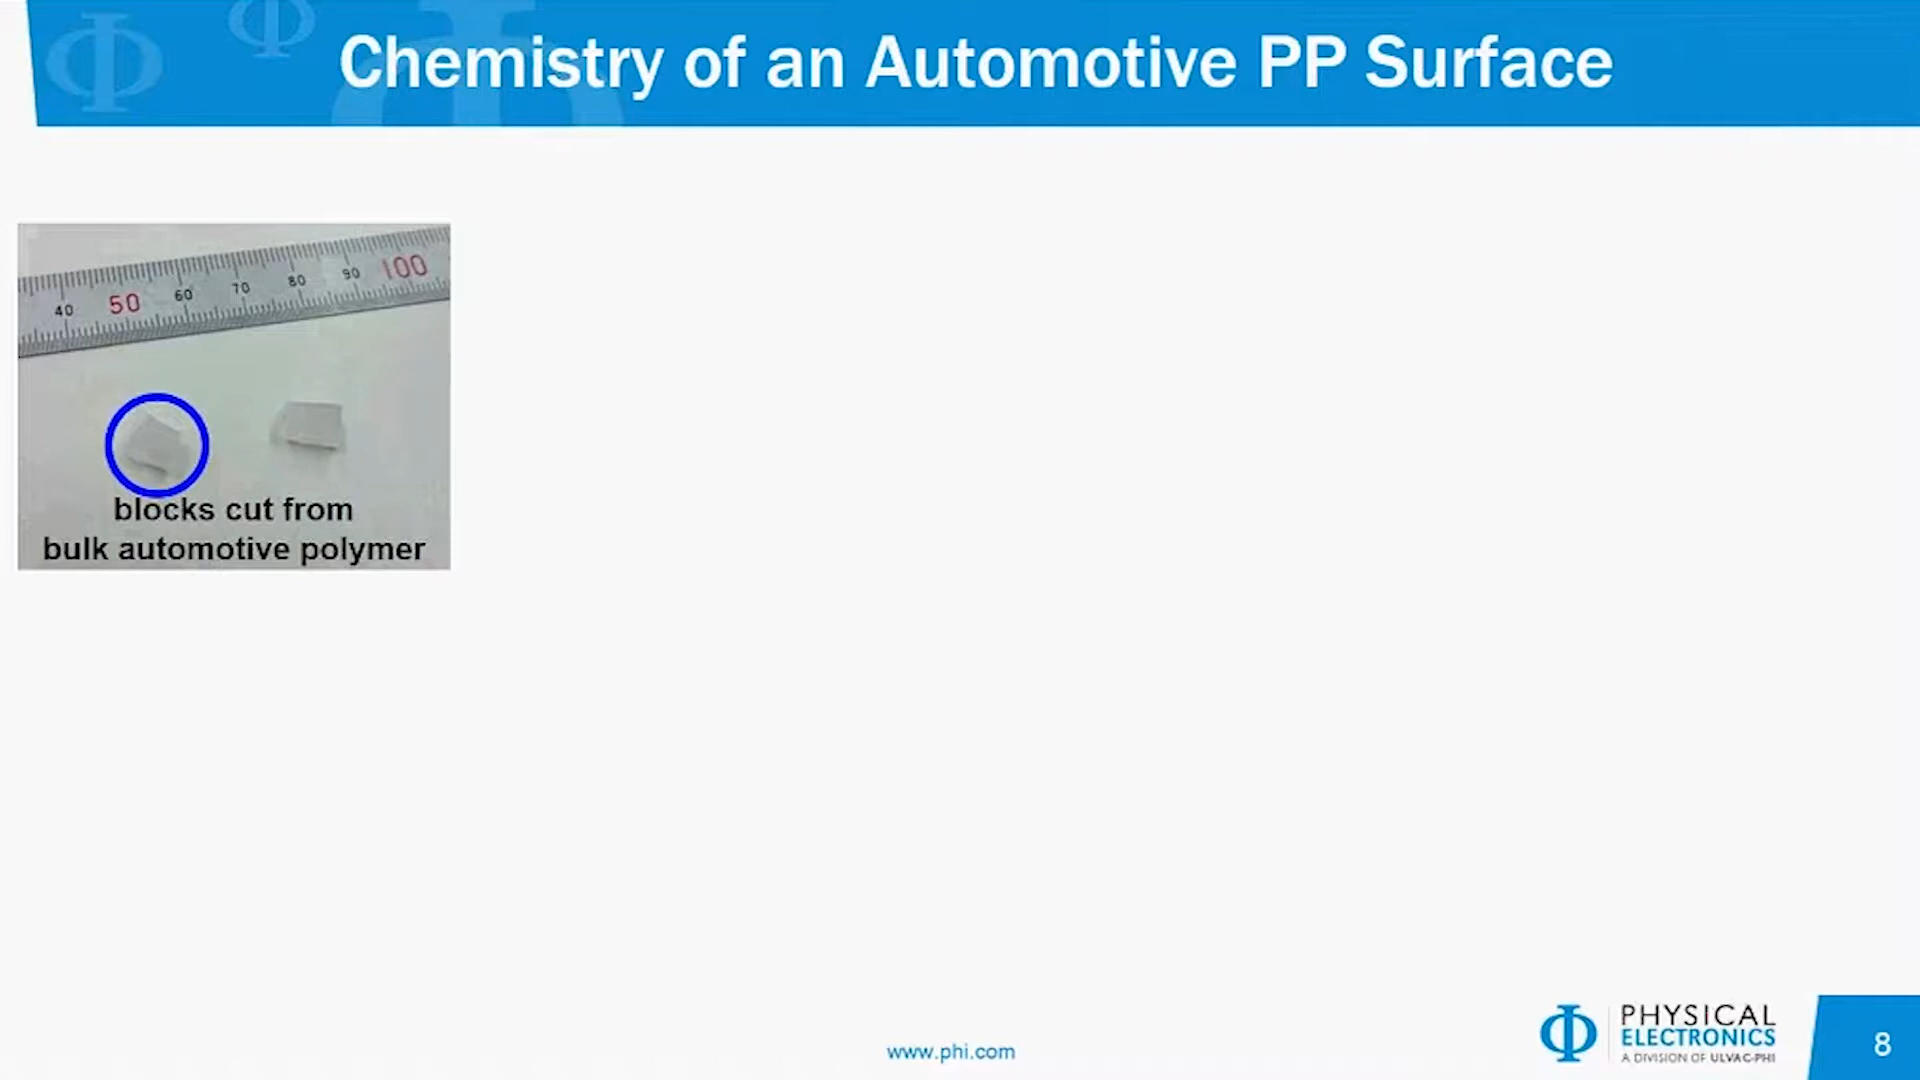 Chemistry of an Automotive PP Surface
40 50 60 70 80 90 100
blocks cut from
bulk automotive polymer
www.phi.com
PHYSICAL
ELECTRONICS
A DIVISION OF ULVAC-PHI
8